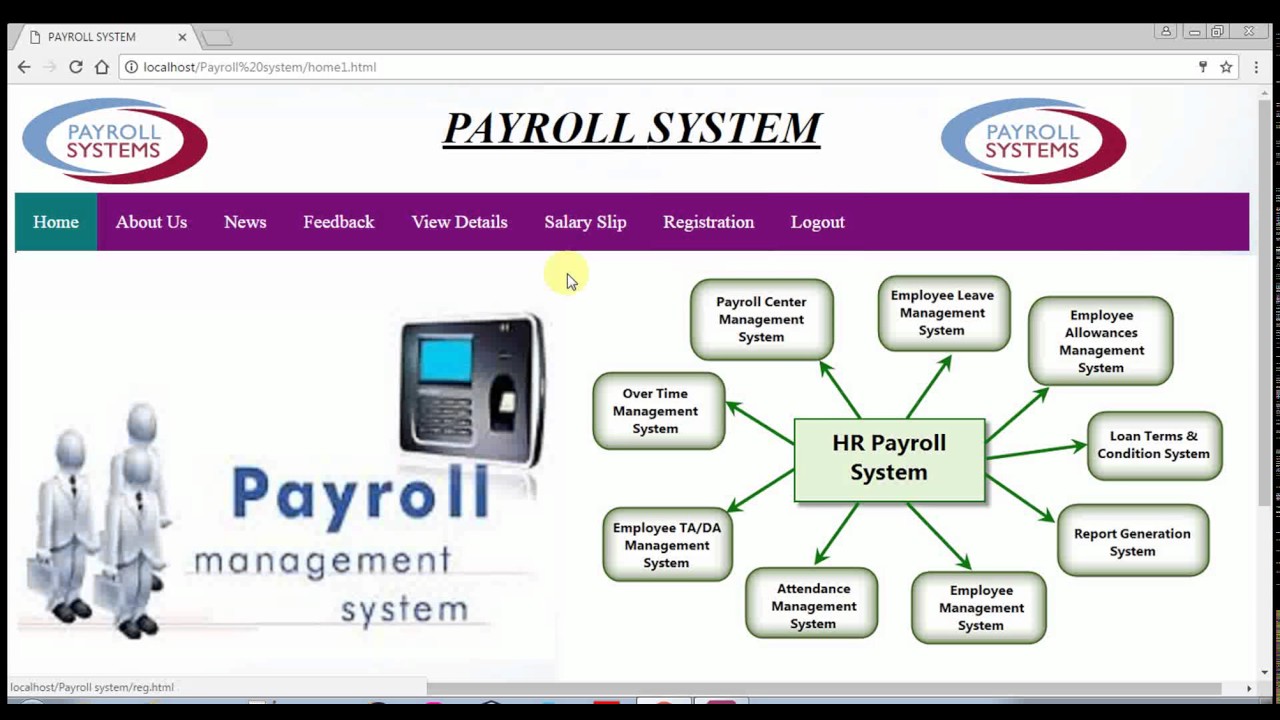 PAYROLL SYSTEM
localhost/Payroll%20system/home1.html
PAYROLL
SYSTEMS
PAYROLL SYSTEM
PAYROLL
SYSTEMS
Home About Us News Feedback View Details Salary Slip Registration Logout
Payroll Center
Management
System
Employee Leave
Management
System
Employee
Allowances
Management
System
Over Time
Management
System
HR Payroll
System
Loan Terms &
Condition System
Employee TA/DA
Management
System
Report Generation
System
Attendance
Management
System
Employee
Management
System
Payroll
management
system
localhost/Payroll system/reg.html